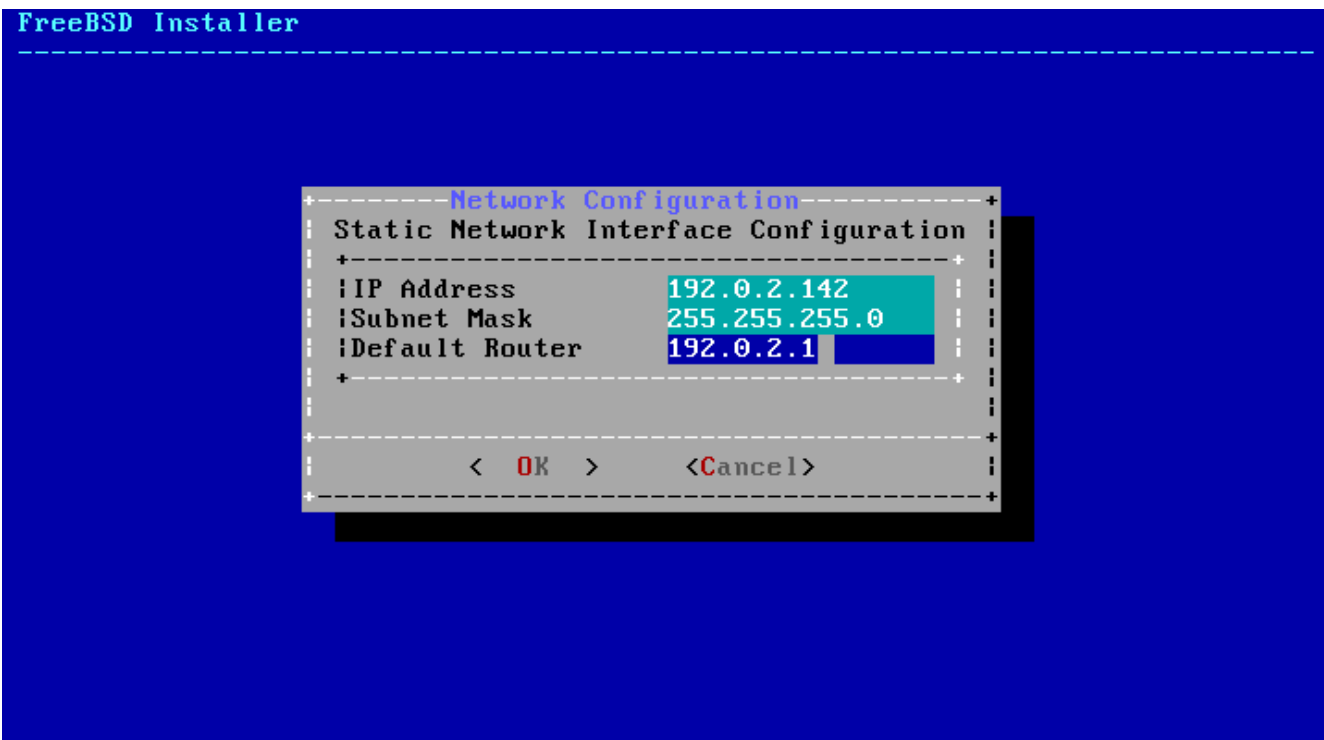 FreeBSD Installer
Network Configuration
Static Network Interface Configuration
IP Address 192.0.2.142
Subnet Mask 255.255.255.0
Default Router 192.0.2.1
< OK > <Cancel>